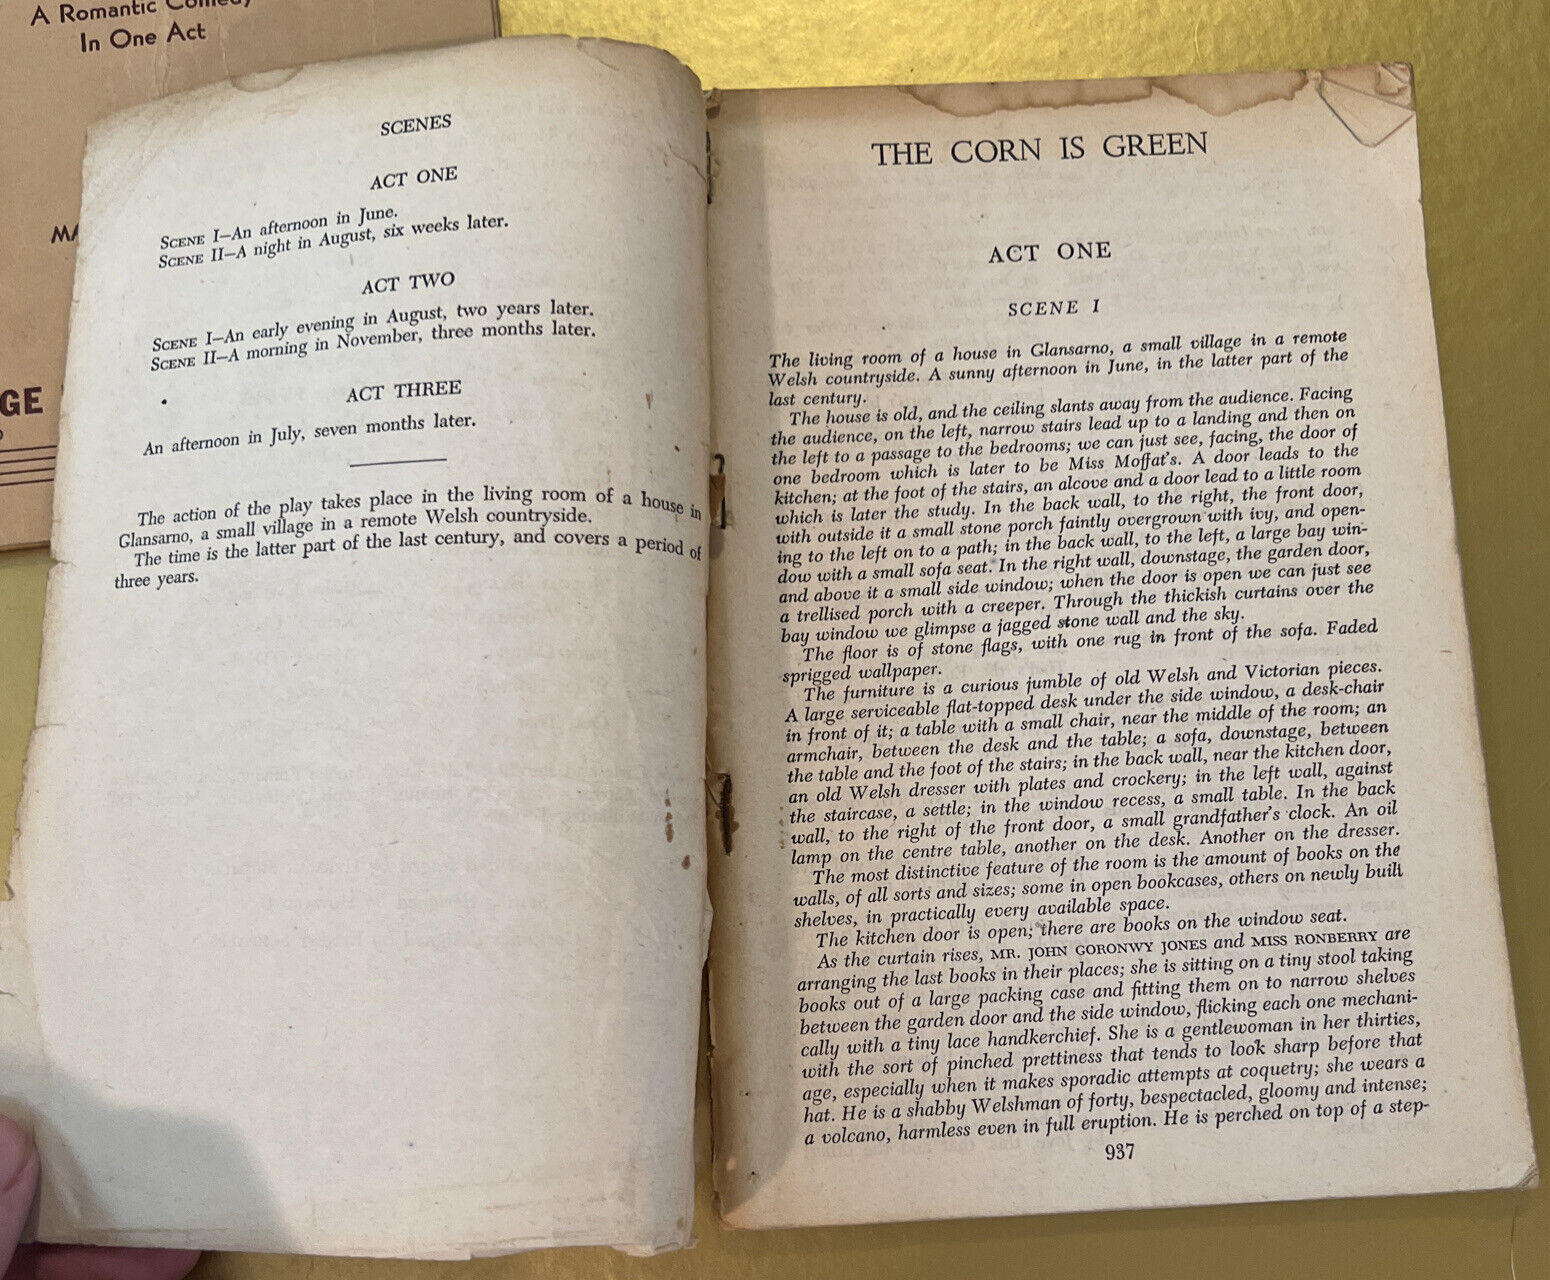 A Romantic Comedy
In One Act
MA
GE
SCENES
ACT ONE
SCENE I—An afternoon in June.
SCENE II—A night in August, six weeks later.
ACT TWO
SCENE I—An early evening in August, two years later.
SCENE II—A morning in November, three months later.
ACT THREE
An afternoon in July, seven months later.
The action of the play takes place in the living room of a house in
Glansarno, a small village in a remote Welsh countryside.
The time is the latter part of the last century, and covers a period of
three years.
THE CORN IS GREEN
ACT ONE
SCENE I
The living room of a house in Glansarno, a small village in a remote
Welsh countryside. A sunny afternoon in June, in the latter part of the
last century.
The house is old, and the ceiling slants away from the audience. Facing
the audience, on the left, narrow stairs lead up to a landing and then on
the left to a passage to the bedrooms; we can just see, facing, the door of
one bedroom which is later to be Miss Moffat's. A door leads to the
kitchen; at the foot of the stairs, an alcove and a door lead to a little room
which is later the study. In the back wall, to the right, the front door,
with outside it a small stone porch faintly overgrown with ivy, and open-
ing to the left on to a path; in the back wall, to the left, a large bay win-
dow with a small sofa seat. In the right wall, downstage, the garden door,
and above it a small side window; when the door is open we can just see
a trellised porch with a creeper. Through the thickish curtains over the
bay window we glimpse a jagged stone wall and the sky.
The floor is of stone flags, with one rug in front of the sofa. Faded
sprigged wallpaper.
The furniture is a curious jumble of old Welsh and Victorian pieces.
A large serviceable flat-topped desk under the side window, a desk-chair
in front of it; a table with a small chair, near the middle of the room; an
armchair, between the desk and the table; a sofa, downstage, between
the table and the foot of the stairs; in the back wall, near the kitchen door,
an old Welsh dresser with plates and crockery; in the left wall, against
the staircase, a settle; in the window recess, a small table. In the back
wall, to the right of the front door, a small grandfather's clock. An oil
lamp on the centre table, another on the desk. Another on the dresser.
The most distinctive feature of the room is the amount of books on the
walls, of all sorts and sizes; some in open bookcases, others on newly built
shelves, in practically every available space.
The kitchen door is open; there are books on the window seat.
As the curtain rises, MR. JOHN GORONWY JONES and MISS RONBERRY are
arranging the last books in their places; she is sitting on a tiny stool taking
books out of a large packing case and fitting them on to narrow shelves
between the garden door and the side window, flicking each one mechani-
cally with a tiny lace handkerchief. She is a gentlewoman in her thirties,
with the sort of pinched prettiness that tends to look sharp before that
age, especially when it makes sporadic attempts at coquetry; she wears a
hat. He is a shabby Welshman of forty, bespectacled, gloomy and intense;
a volcano, harmless even in full eruption. He is perched on top of a step-
937